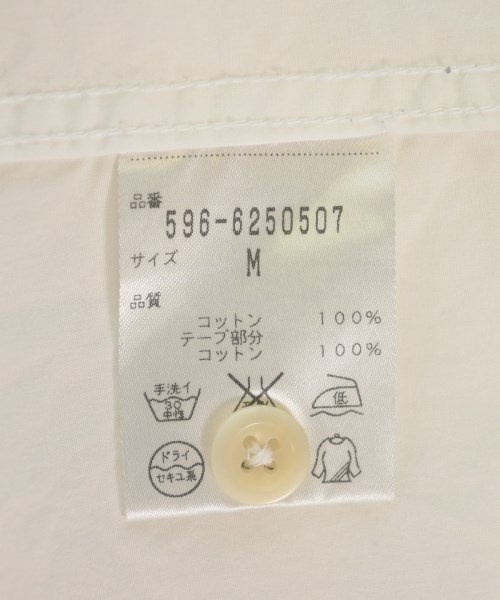 品番
596-6250507
サイズ
M
品質
コットン 100%
テープ部分
コットン 100%
手洗イ
30
中性
低
ドライ
セキユ系